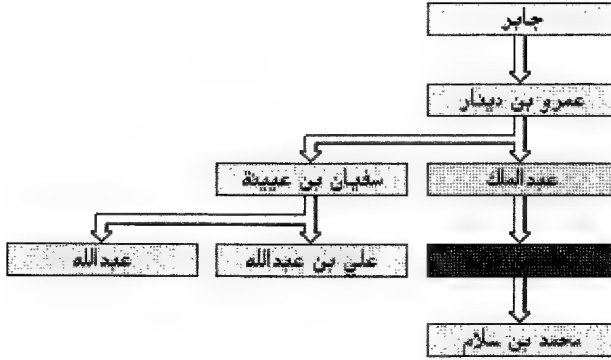 جابر
عمرو بن دينار
سفيان بن عيينة
عبدالملك
عبدالله
علي بن عبدالله
محمد بن سلام